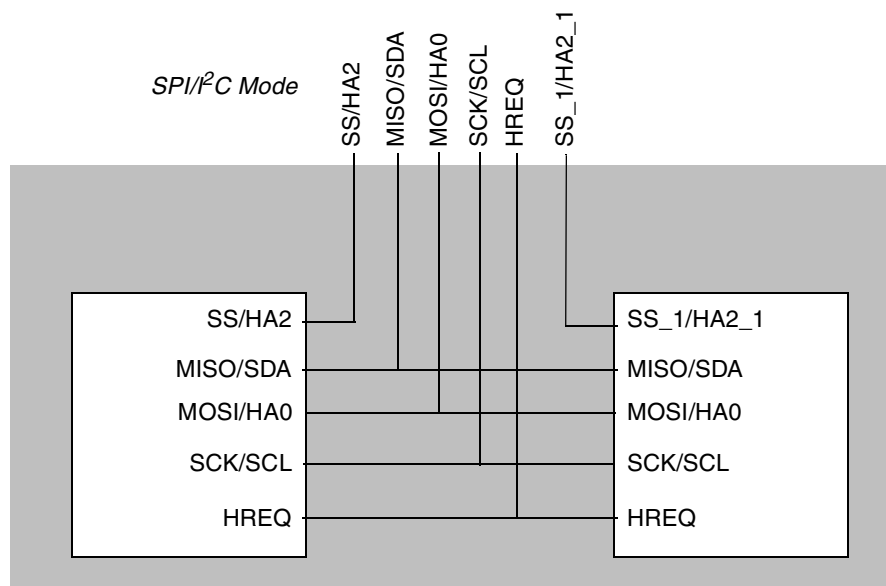 SPI/I²C Mode
SS/HA2
MISO/SDA
MOSI/HA0
SCK/SCL
HREQ
SS_1/HA2_1
SS/HA2
MISO/SDA
MOSI/HA0
SCK/SCL
HREQ
SS_1/HA2_1
MISO/SDA
MOSI/HA0
SCK/SCL
HREQ